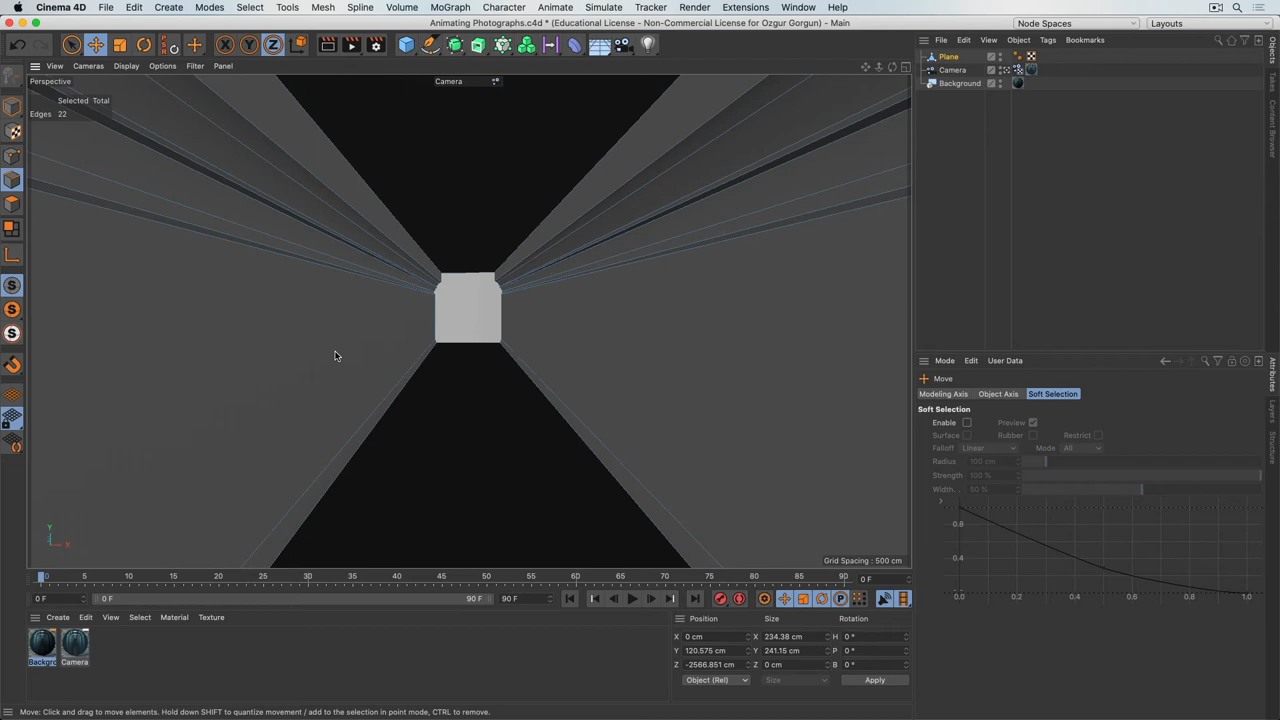 Cinema 4D File Edit Create Modes Select Tools Mesh Spline Volume MoGraph Character Animate Simulate Tracker Render Extensions Window Help
Animating Photographs.c4d * (Educational License - Non-Commercial License for Ozgur Gorgun) - Main
Node Spaces Layouts
View Cameras Display Options Filter Panel
File Edit View Object Tags Bookmarks
Perspective
Camera
Selected Total
Edges 22
Plane
Camera
Background
Objects
Takes
Content Browser
Mode Edit User Data
Move
Modeling Axis Object Axis Soft Selection
Soft Selection
Enable Preview
Surface Rubber Restrict
Falloff Linear Mode All
Radius 100 cm
Strength 100 %
Width. . 50 %
0.8
0.4
0.0 0.2 0.4 0.6 0.8 1.0
Attributes
Layers
Structure
Y
Z
X
Grid Spacing : 500 cm
0 5 10 15 20 25 30 35 40 45 50 55 60 65 70 75 80 85 90
0 F
0 F 0 F 90 F 90 F
Create Edit View Select Material Texture
Backgro
Camera
Position Size Rotation
X 0 cm X 234.38 cm H 0 °
Y 120.575 cm Y 241.15 cm P 0 °
Z -2566.851 cm Z 0 cm B 0 °
Object (Rel) Size Apply
Move: Click and drag to move elements. Hold down SHIFT to quantize movement / add to the selection in point mode, CTRL to remove.